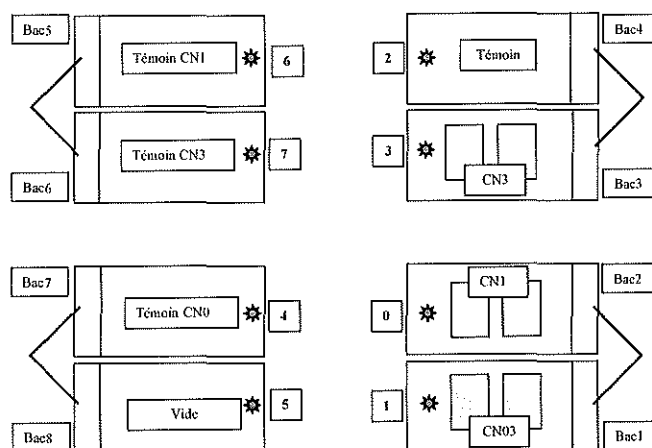 Bac5
Témoin CN1
6
2
Témoin
Bac4
Témoin CN3
7
3
CN3
Bac6
Bac3
Bac7
Témoin CN0
4
0
CN1
Bac2
Vide
5
1
CN03
Bac8
Bac1